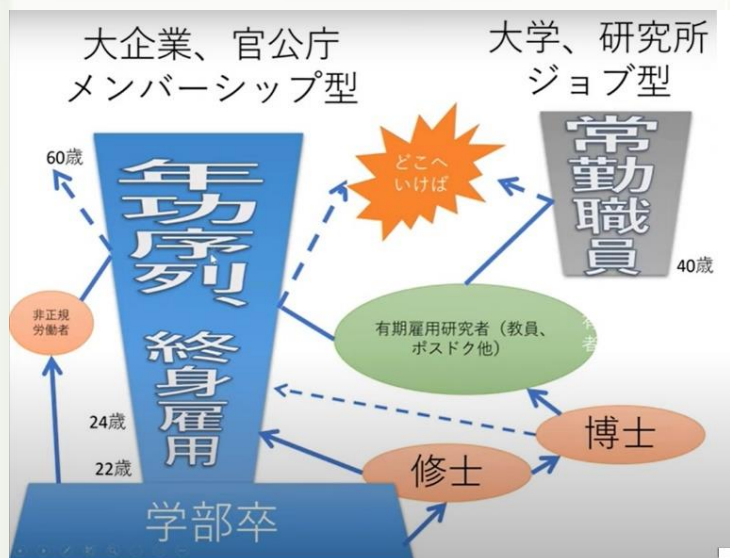 大企業、官公庁
メンバーシップ型
大学、研究所
ジョブ型
60歳
年功序列、
終身雇用
どこへ
いけば
常勤職員
40歳
非正規
労働者
有期雇用研究者（教員、
ポスドク他）
者
24歳
22歳
博士
修士
学部卒